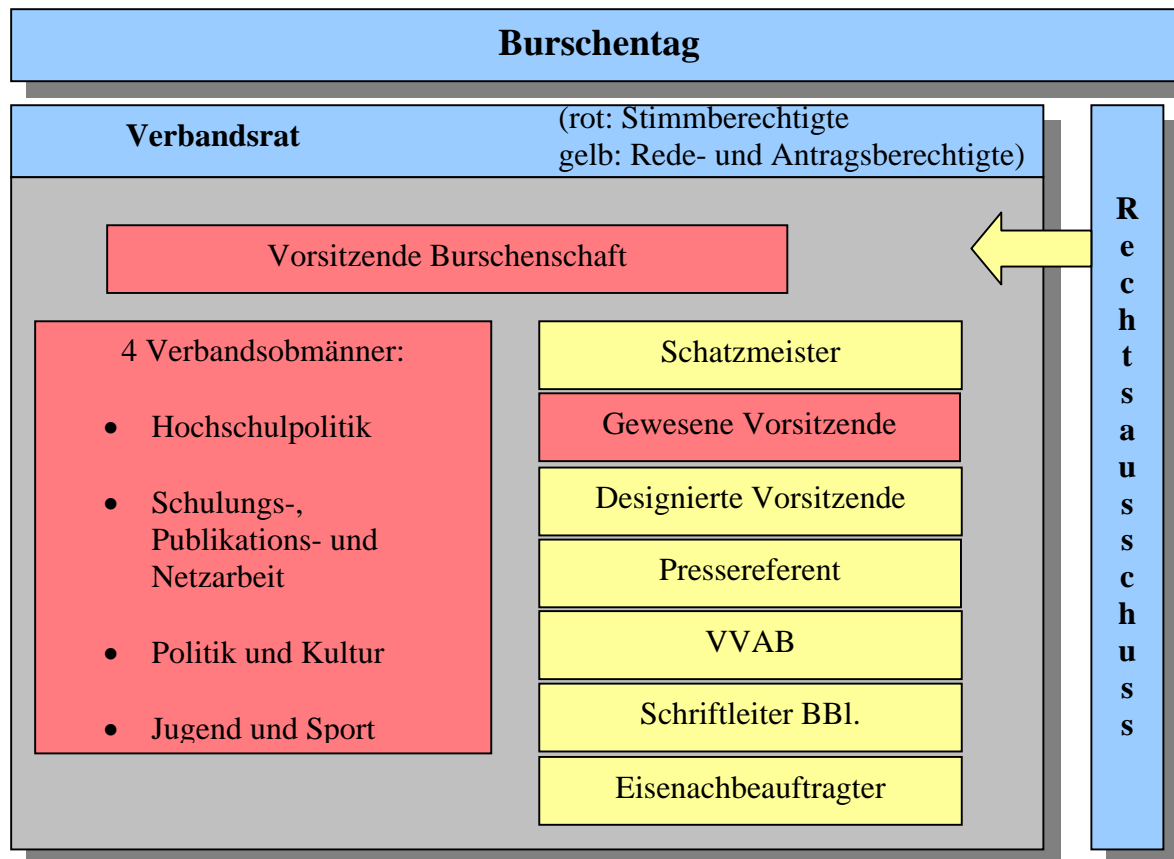 Burschentag
Verbandsrat
(rot: Stimmberechtigte
gelb: Rede- und Antragsberechtigte)
Vorsitzende Burschenschaft
4 Verbandsobmänner:
• Hochschulpolitik
• Schulungs-,
Publikations- und
Netzarbeit
• Politik und Kultur
• Jugend und Sport
Schatzmeister
Gewesene Vorsitzende
Designierte Vorsitzende
Pressereferent
VVAB
Schriftleiter BBl.
Eisenachbeauftragter
R
e
c
h
t
s
a
u
s
s
c
h
u
s
s